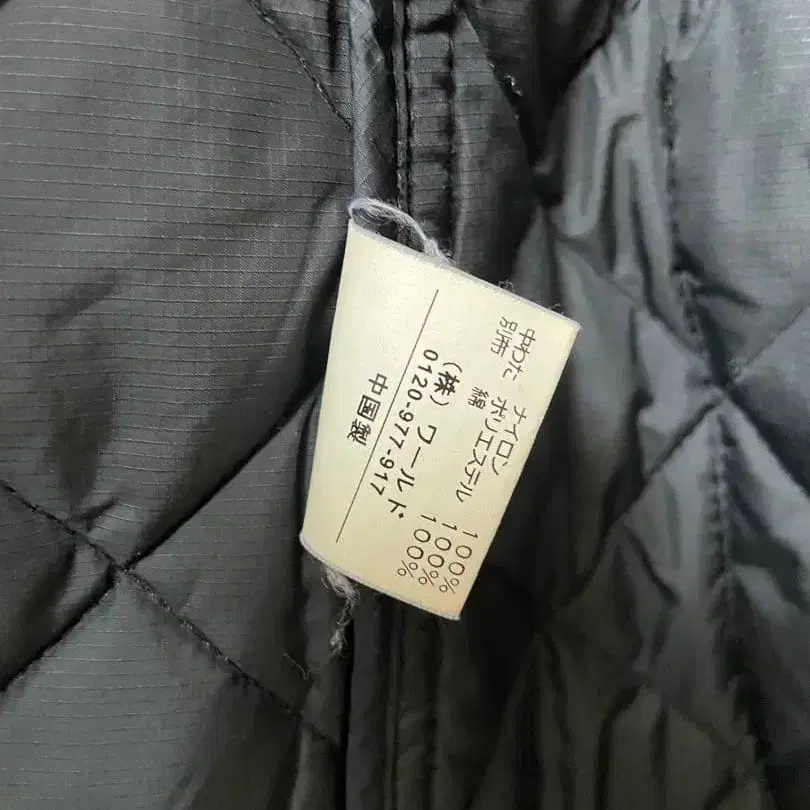 ナイロン 100%
中わた ポリエステル 100%
別布 綿 100%
(株) ワールド
0120-977-917
中国製